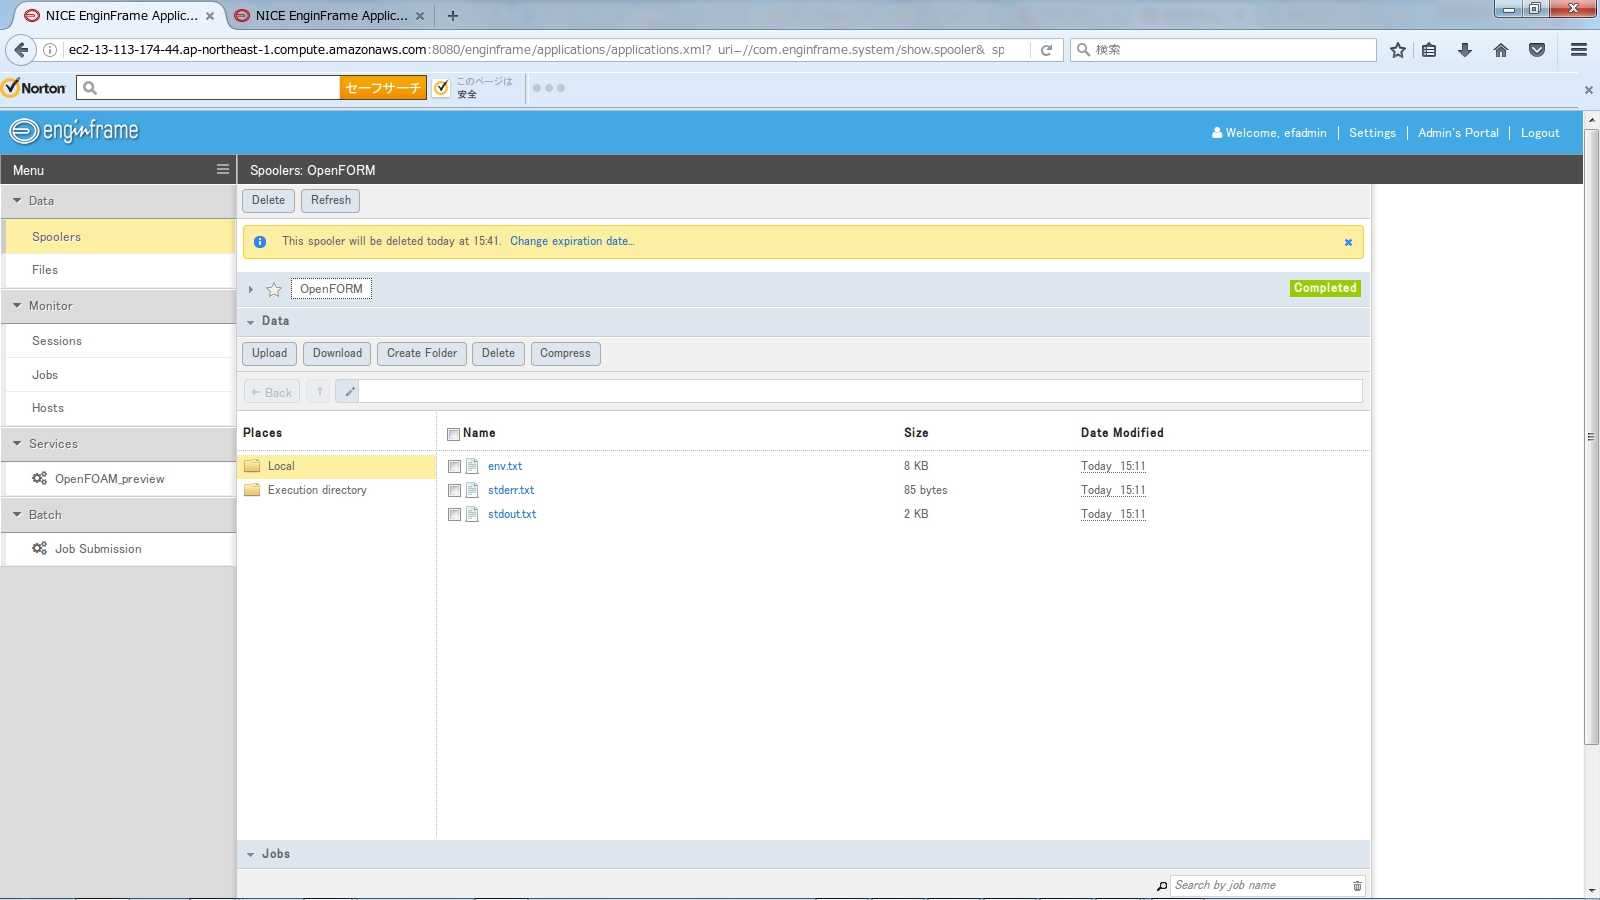 NICE EnginFrame Applic...
NICE EnginFrame Applic...
ec2-13-113-174-44.ap-northeast-1.compute.amazonaws.com:8080/enginframe/applications/applications.xml?_uri=//com.enginframe.system/show.spooler&_sp
検索
Norton
セーフサーチ
このページは
安全
enginframe
Welcome, efadmin
Settings
Admin's Portal
Logout
Menu
Spoolers: OpenFORM
Data
Spoolers
Files
Monitor
Sessions
Jobs
Hosts
Services
OpenFOAM_preview
Batch
Job Submission
Delete
Refresh
This spooler will be deleted today at 15:41. Change expiration date...
OpenFORM
Completed
Data
Upload
Download
Create Folder
Delete
Compress
← Back
Places
Local
Execution directory
Name Size Date Modified
env.txt 8 KB Today 15:11
stderr.txt 85 bytes Today 15:11
stdout.txt 2 KB Today 15:11
Jobs
Search by job name